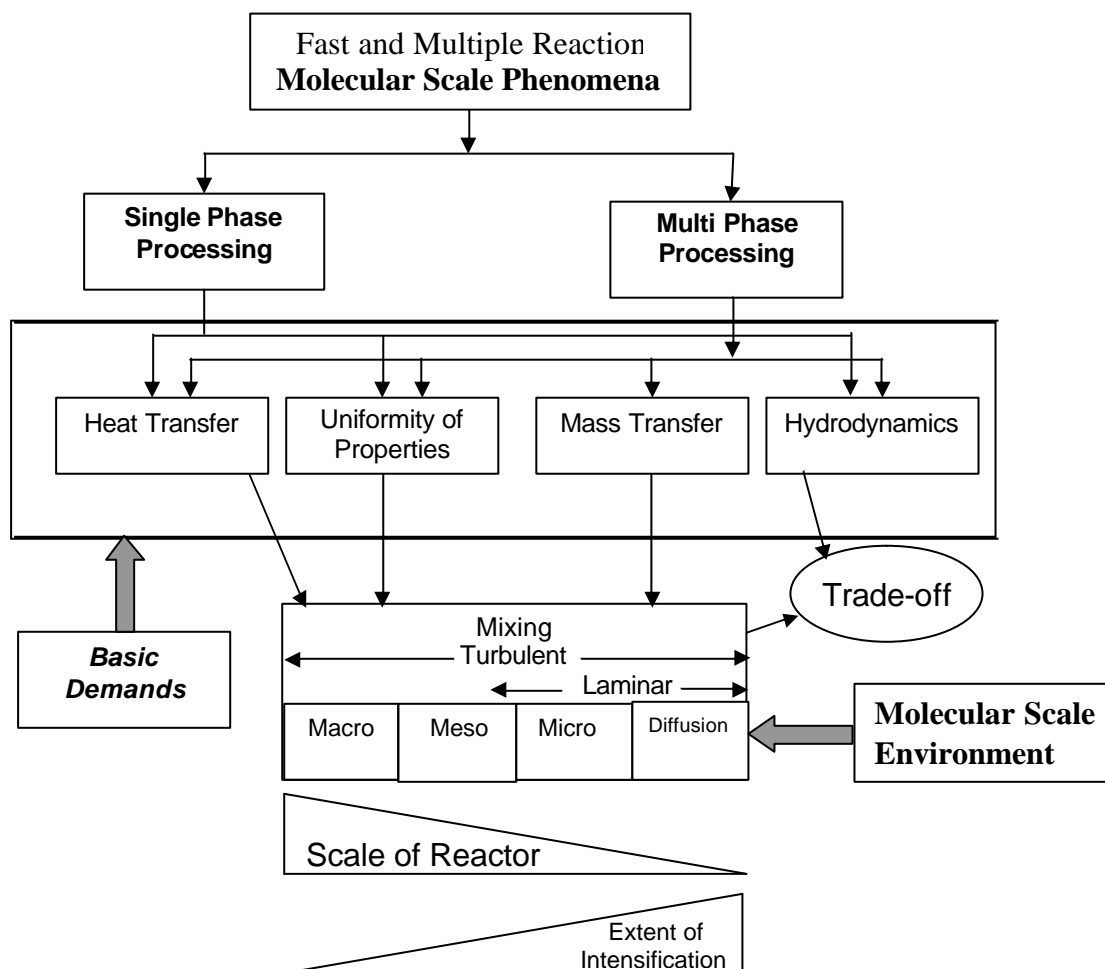 Fast and Multiple Reaction
Molecular Scale Phenomena
Single Phase
Processing
Multi Phase
Processing
Heat Transfer
Uniformity of
Properties
Mass Transfer
Hydrodynamics
Trade-off
Basic
Demands
Mixing
Turbulent
Laminar
Macro
Meso
Micro
Diffusion
Molecular Scale
Environment
Scale of Reactor
Extent of
Intensification